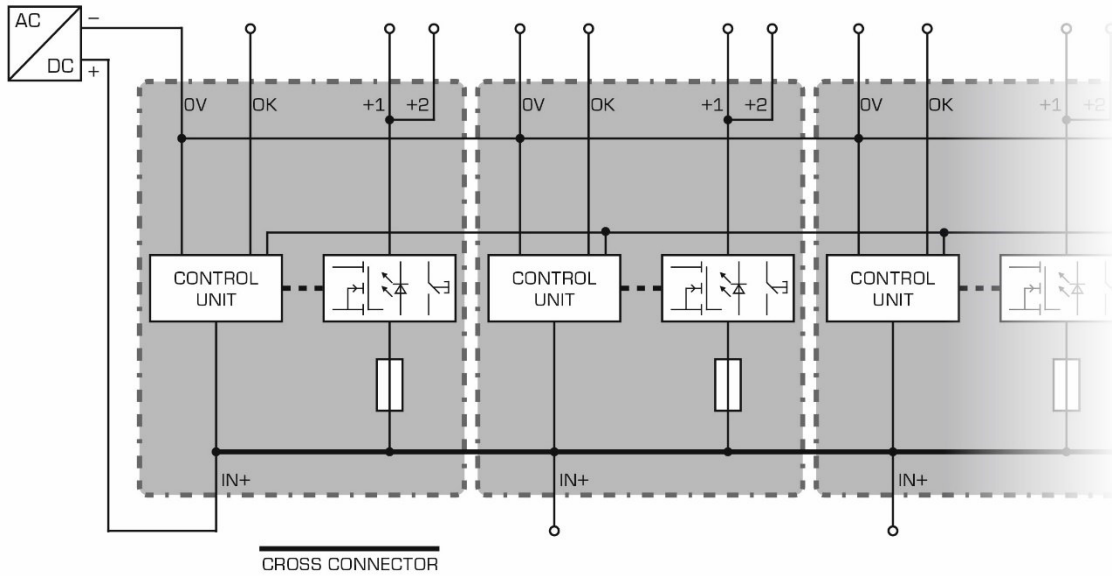 AC
DC
−
+
0V OK +1 +2
0V OK +1 +2
0V OK +1 +2
CONTROL
UNIT
CONTROL
UNIT
CONTROL
UNIT
IN+
IN+
IN+
CROSS CONNECTOR